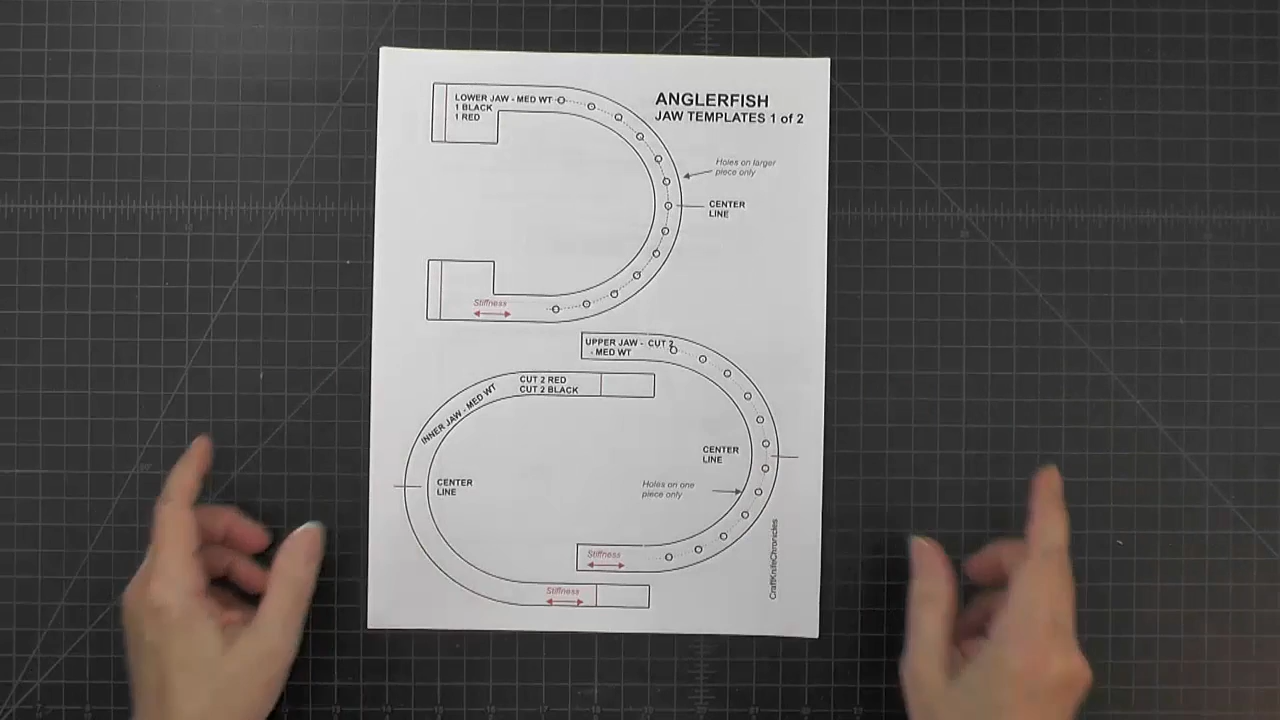 ANGLERFISH
JAW TEMPLATES 1 of 2
LOWER JAW - MED WT
1 BLACK
1 RED
Holes on larger
piece only
CENTER
LINE
Stiffness
UPPER JAW - CUT 2
- MED WT
CUT 2 RED
CUT 2 BLACK
INNER JAW - MED WT
CENTER
LINE
CENTER
LINE
Holes on one
piece only
Stiffness
Stiffness
CraftKnifeChronicles